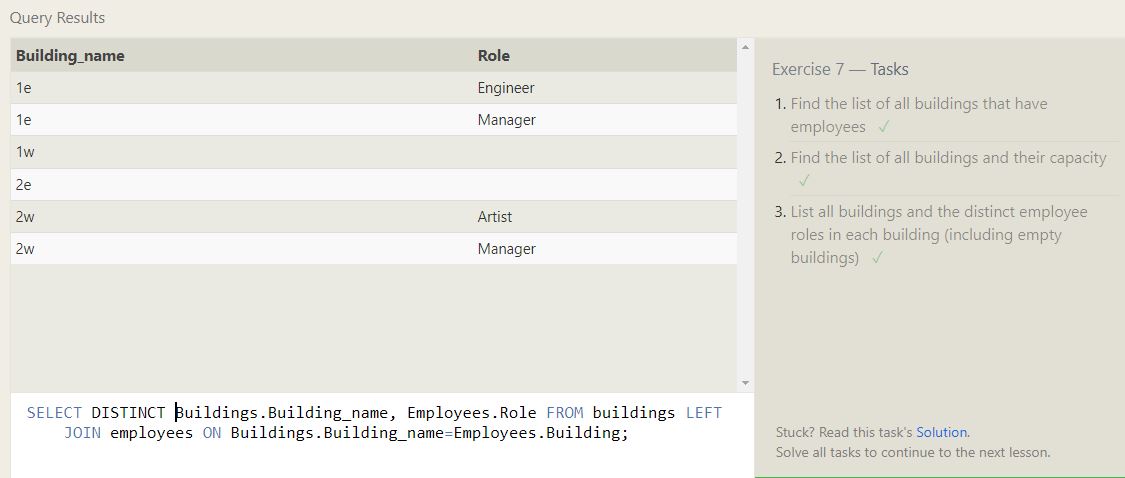 Query Results
Building_name Role
1e Engineer
1e Manager
1w
2e
2w Artist
2w Manager
SELECT DISTINCT Buildings.Building_name, Employees.Role FROM buildings LEFT
JOIN employees ON Buildings.Building_name=Employees.Building;
Exercise 7 — Tasks
1. Find the list of all buildings that have
employees ✓
2. Find the list of all buildings and their capacity
✓
3. List all buildings and the distinct employee
roles in each building (including empty
buildings) ✓
Stuck? Read this task's Solution.
Solve all tasks to continue to the next lesson.